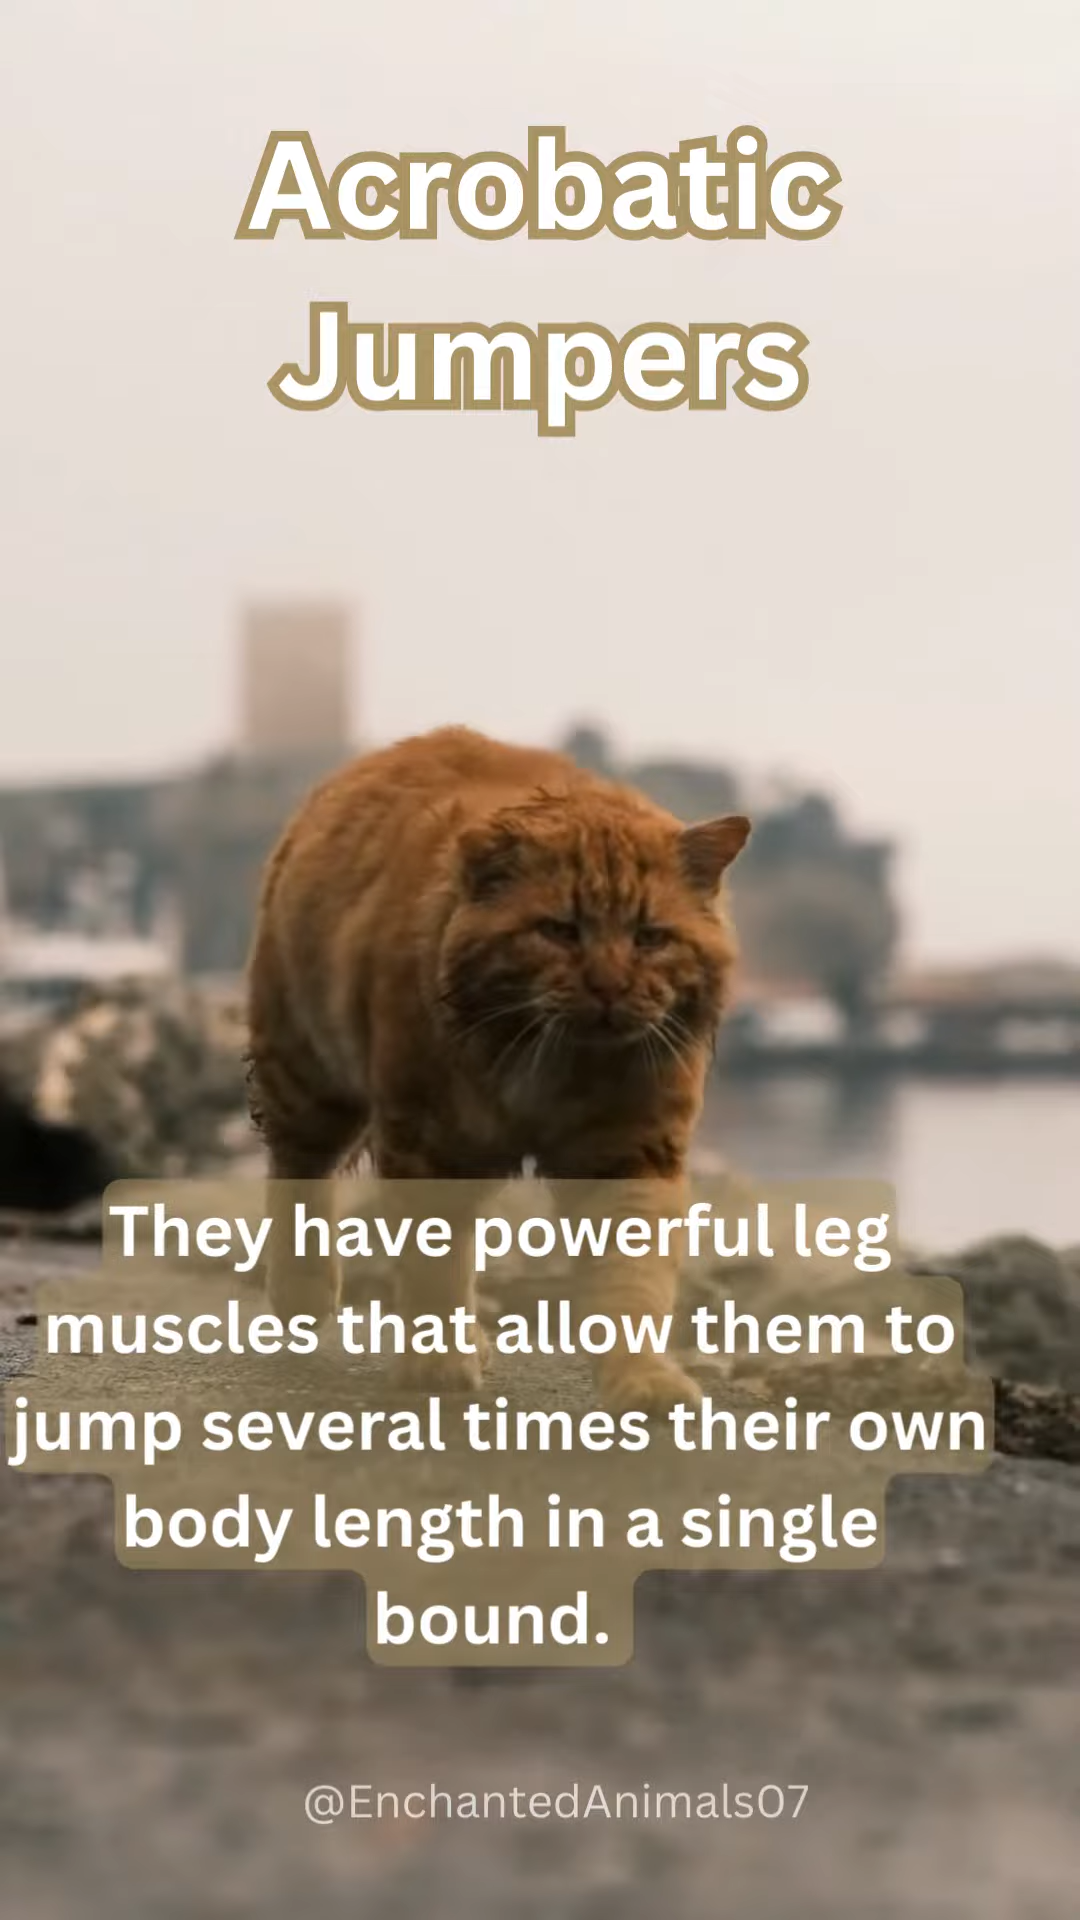 Acrobatic
Jumpers
They have powerful leg
muscles that allow them to
jump several times their own
body length in a single
bound.
@EnchantedAnimals07